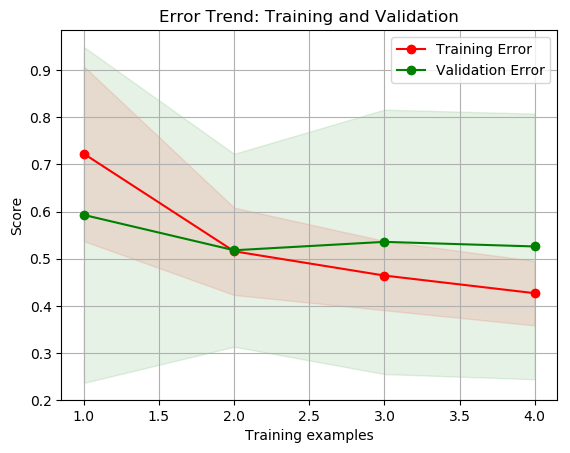 Error Trend: Training and Validation
Training Error
Validation Error
Score
0.9
0.8
0.7
0.6
0.5
0.4
0.3
0.2
1.0 1.5 2.0 2.5 3.0 3.5 4.0
Training examples